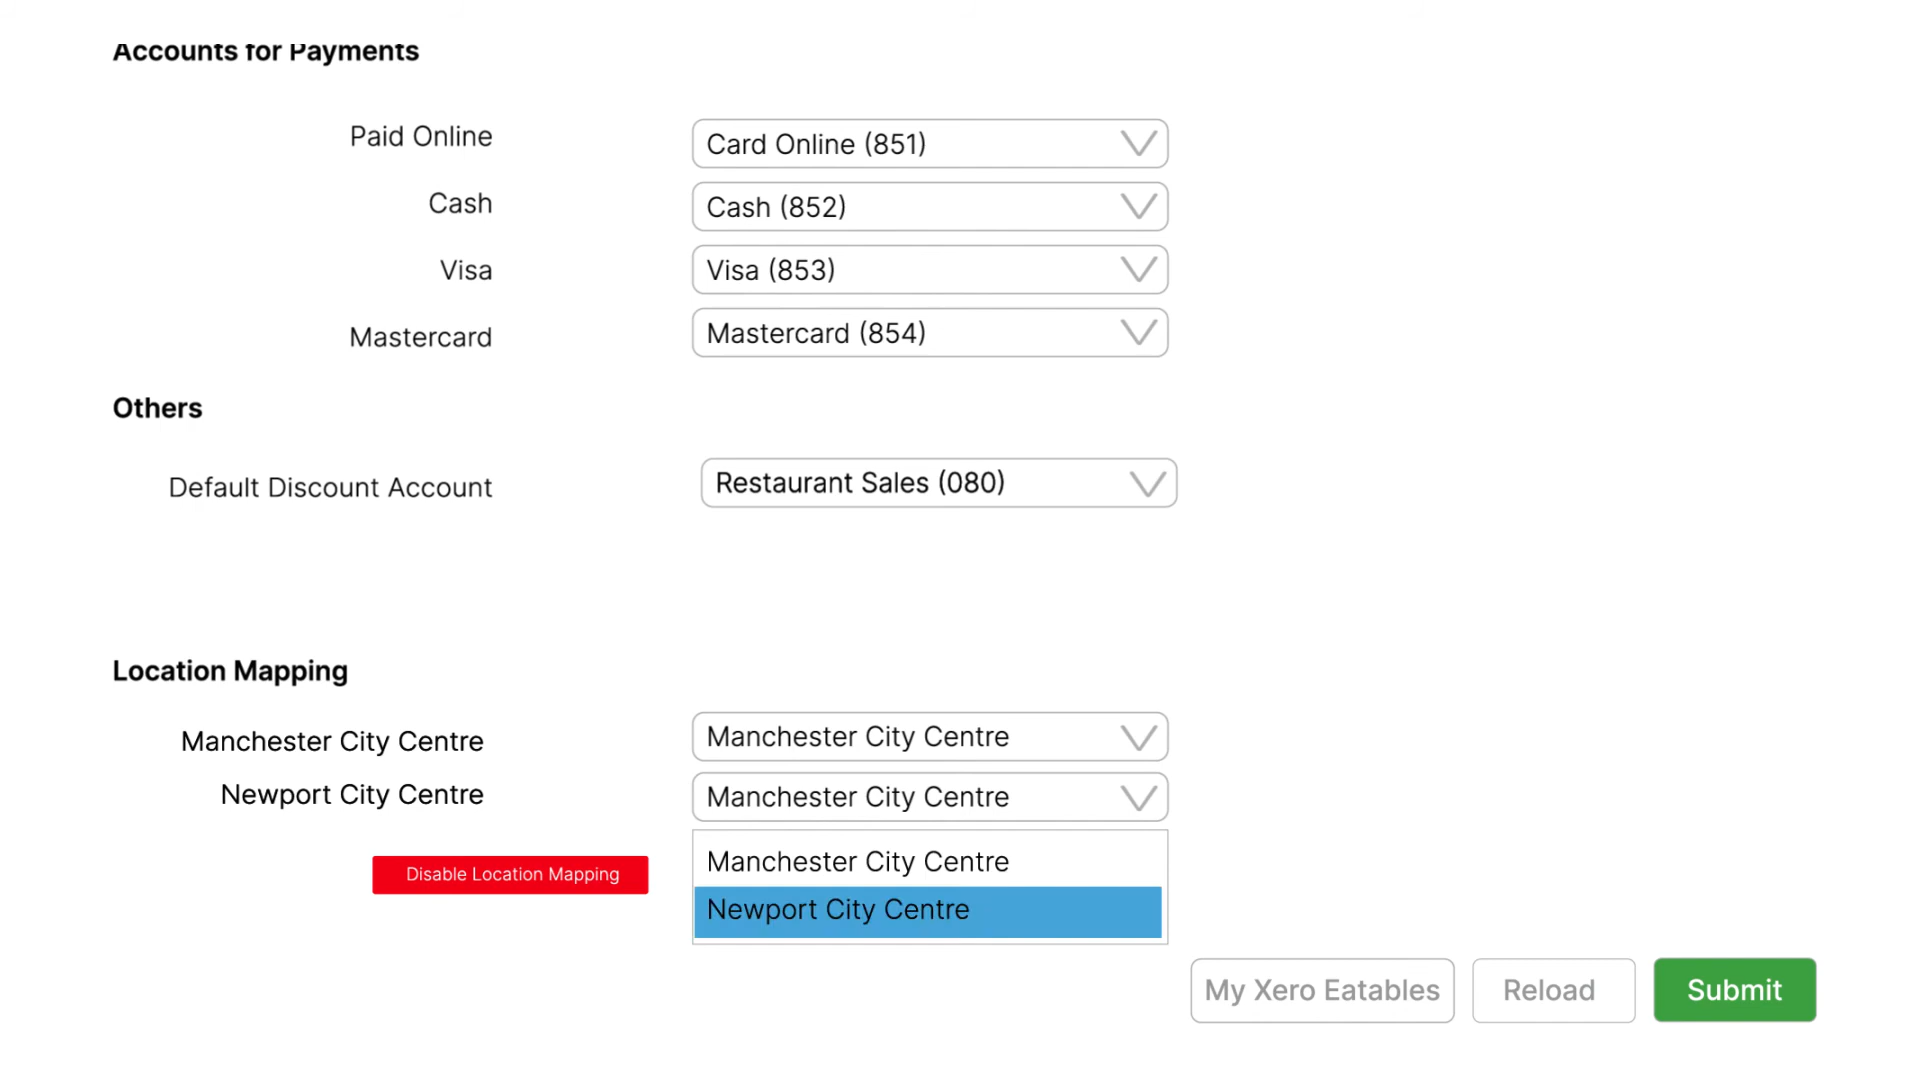 Accounts for Payments
Paid Online
Card Online (851)
Cash
Cash (852)
Visa
Visa (853)
Mastercard
Mastercard (854)
Others
Default Discount Account
Restaurant Sales (080)
Location Mapping
Manchester City Centre
Manchester City Centre
Newport City Centre
Manchester City Centre
Disable Location Mapping
Manchester City Centre
Newport City Centre
My Xero Eatables
Reload
Submit